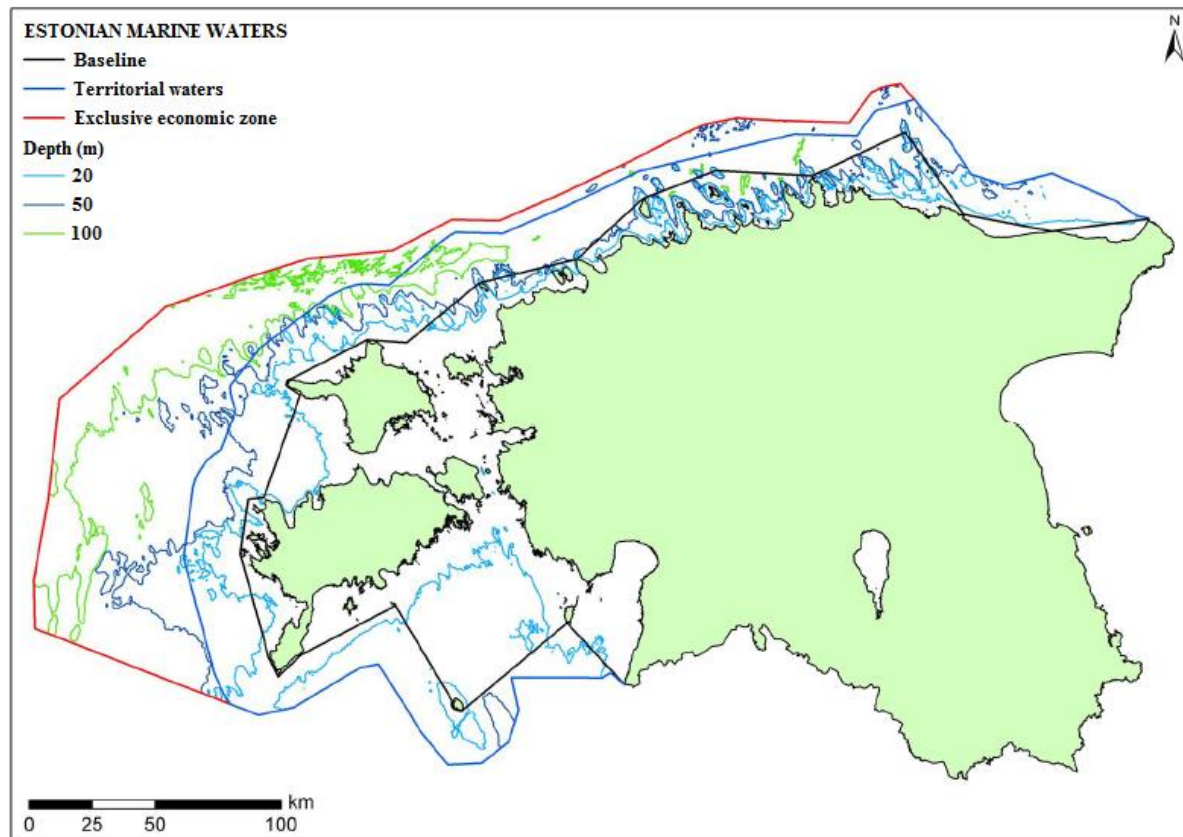 ESTONIAN MARINE WATERS
Baseline
Territorial waters
Exclusive economic zone
Depth (m)
20
50
100
N
km
0 25 50 100